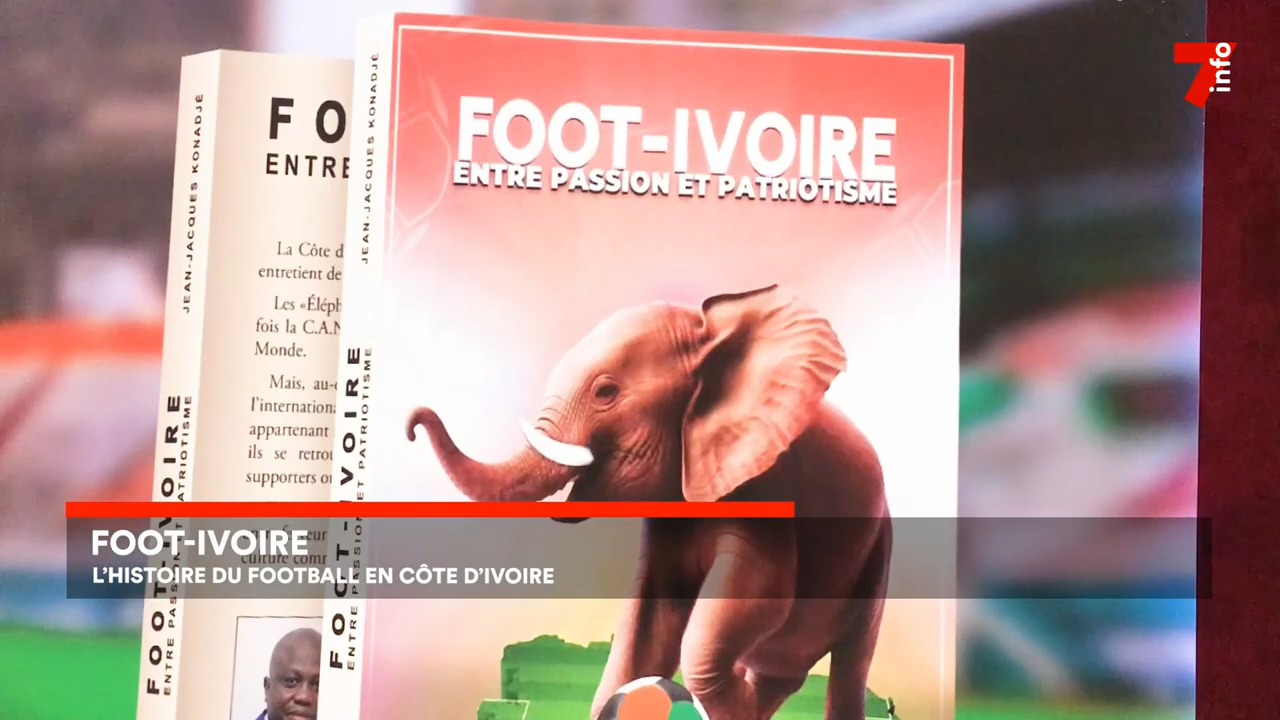 7 info
FOOT-IVOIRE
ENTRE PASSION ET PATRIOTISME
JEAN-JACQUES KONADJÉ
FOOT-IVOIRE
ENTRE PASSION ET PATRIOTISME
FO
ENTRE
La Côte d
entretient de
Les «Éléph
fois la C.A.N
Monde.
Mais, au-d
l'internationa
appartenant
ils se retrou
supporters o
culture comm
JEAN-JACQUES KONADJÉ
FOOT-IVOIRE
ENTRE PASSION ET PATRIOTISME
FOOT-IVOIRE
L'HISTOIRE DU FOOTBALL EN CÔTE D'IVOIRE